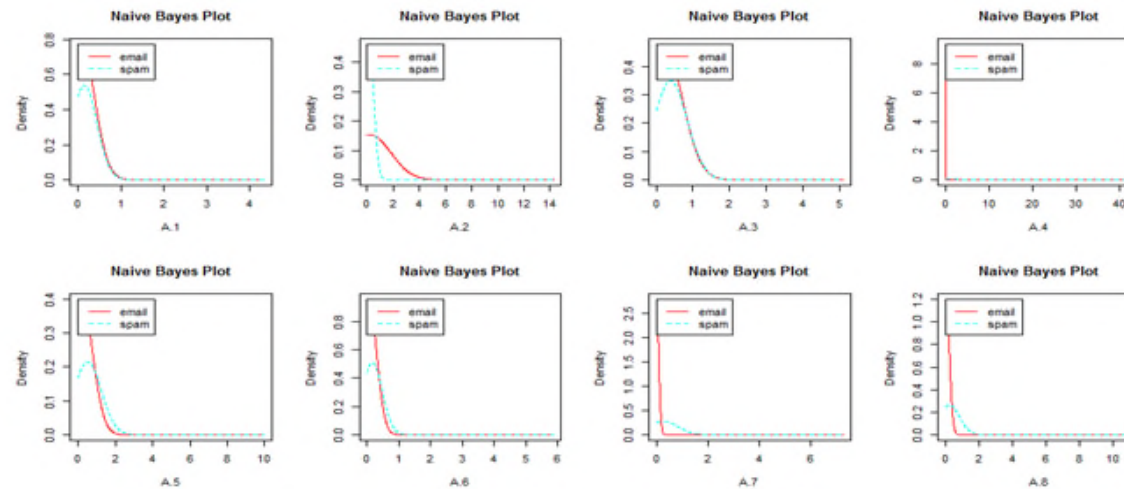 Naive Bayes Plot
Density
0.0 0.2 0.4 0.6 0.8
email
spam
0 1 2 3 4
A.1
Naive Bayes Plot
Density
0.0 0.1 0.2 0.3 0.4
email
spam
0 2 4 6 8 10 12 14
A.2
Naive Bayes Plot
Density
0.0 0.1 0.2 0.3 0.4
email
spam
0 1 2 3 4 5
A.3
Naive Bayes Plot
Density
0 2 4 6 8
email
spam
0 10 20 30 40
A.4
Naive Bayes Plot
Density
0.0 0.1 0.2 0.3 0.4
email
spam
0 2 4 6 8 10
A.5
Naive Bayes Plot
Density
0.0 0.2 0.4 0.6 0.8
email
spam
0 1 2 3 4 5 6
A.6
Naive Bayes Plot
Density
0.0 0.5 1.0 1.5 2.0 2.5
email
spam
0 2 4 6
A.7
Naive Bayes Plot
Density
0.0 0.2 0.4 0.6 0.8 1.0 1.2
email
spam
0 2 4 6 8 10
A.8